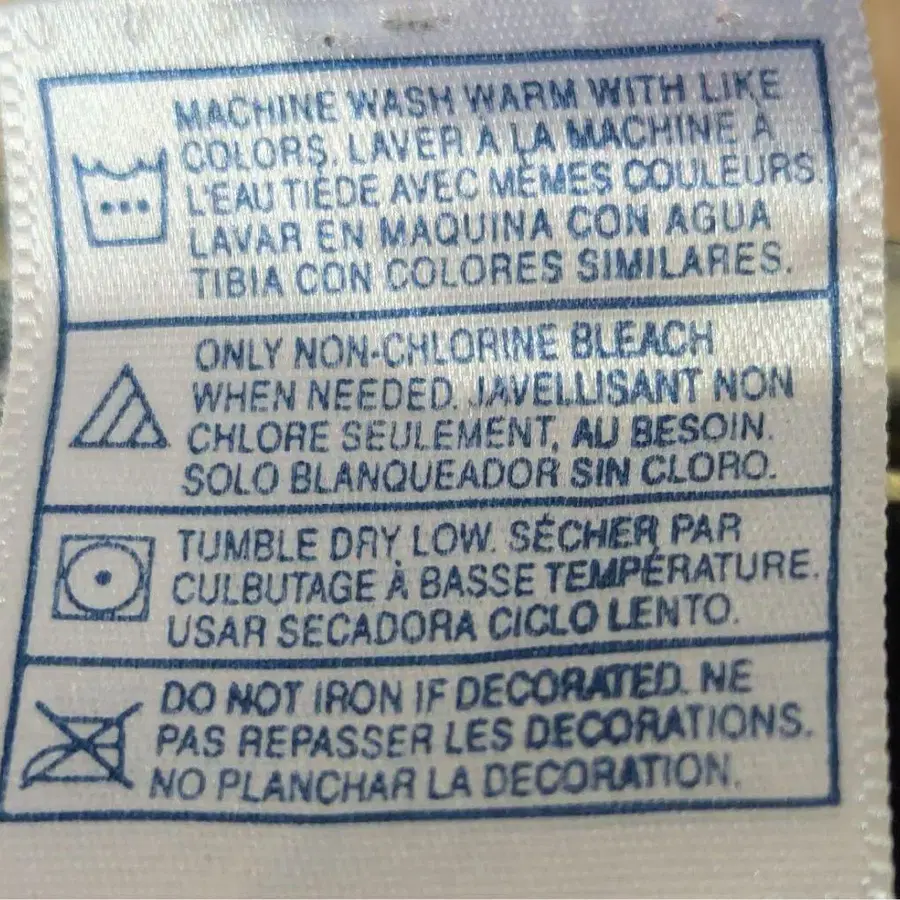 MACHINE WASH WARM WITH LIKE
COLORS. LAVER À LA MACHINE À
L'EAU TIÈDE AVEC MÊMES COULEURS.
LAVAR EN MAQUINA CON AGUA
TIBIA CON COLORES SIMILARES.
ONLY NON-CHLORINE BLEACH
WHEN NEEDED. JAVELLISANT NON
CHLORE SEULEMENT, AU BESOIN.
SOLO BLANQUEADOR SIN CLORO.
TUMBLE DRY LOW. SÉCHER PAR
CULBUTAGE À BASSE TEMPÉRATURE.
USAR SECADORA CICLO LENTO.
DO NOT IRON IF DECORATED. NE
PAS REPASSER LES DECORATIONS.
NO PLANCHAR LA DECORATION.